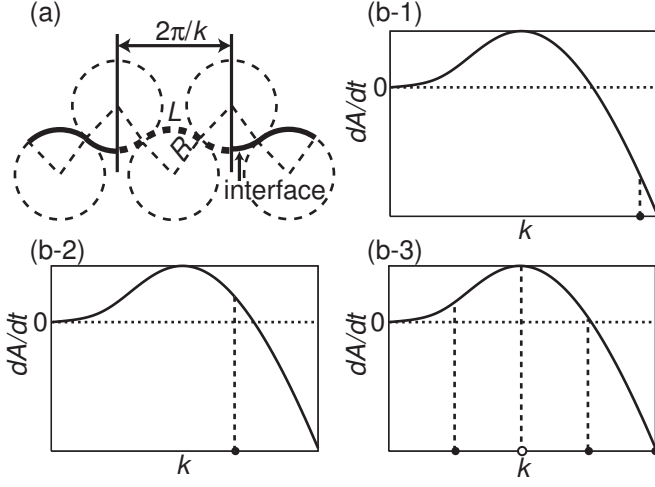 (a)
2π/k
L
R
interface
(b-1)
0
dA/dt
k
(b-2)
0
dA/dt
k
(b-3)
0
dA/dt
k